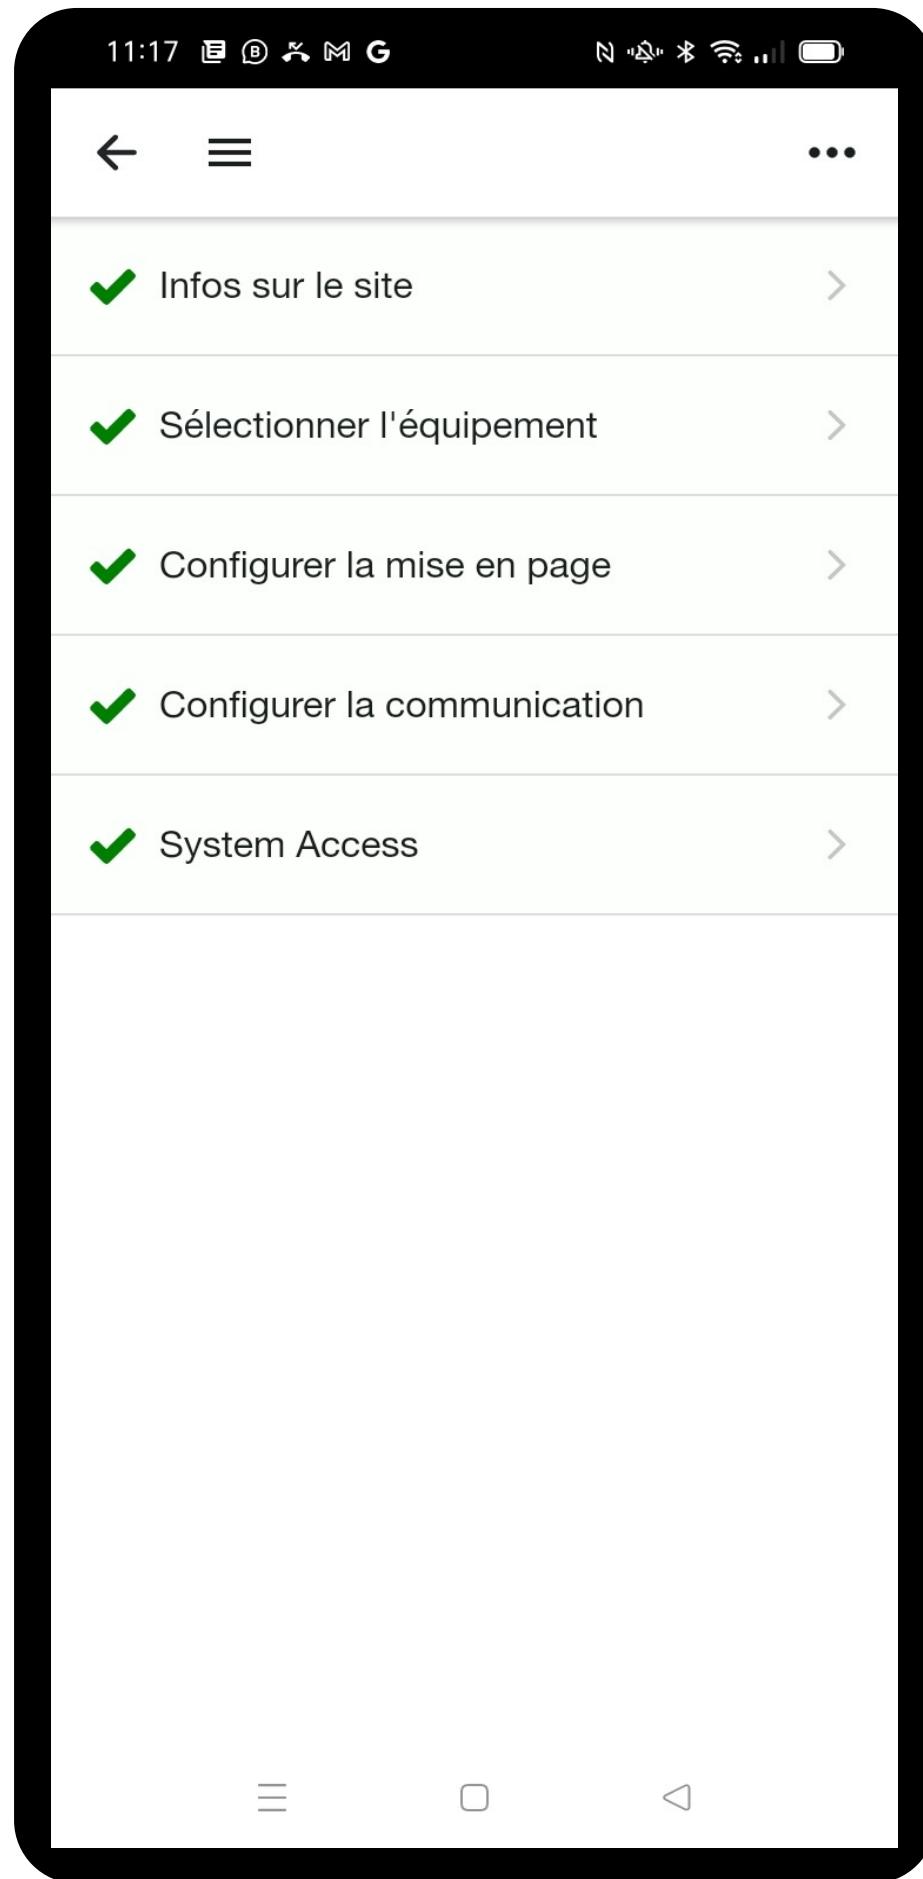 11:17
Infos sur le site
Sélectionner l'équipement
Configurer la mise en page
Configurer la communication
System Access